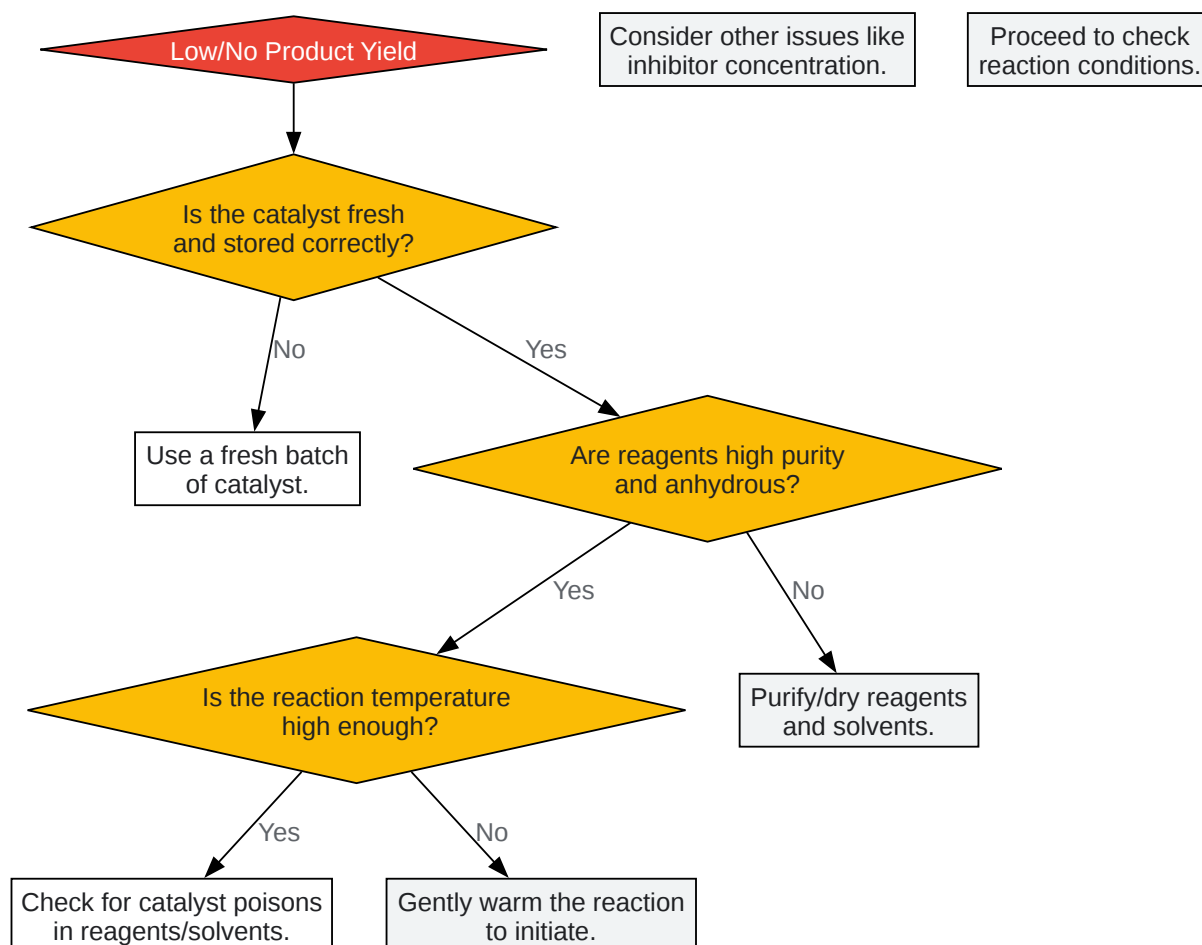 Low/No Product Yield
Consider other issues like
inhibitor concentration.
Proceed to check
reaction conditions.
Is the catalyst fresh
and stored correctly?
No
Yes
Use a fresh batch
of catalyst.
Are reagents high purity
and anhydrous?
Yes
No
Is the reaction temperature
high enough?
Purify/dry reagents
and solvents.
Yes
No
Check for catalyst poisons
in reagents/solvents.
Gently warm the reaction
to initiate.